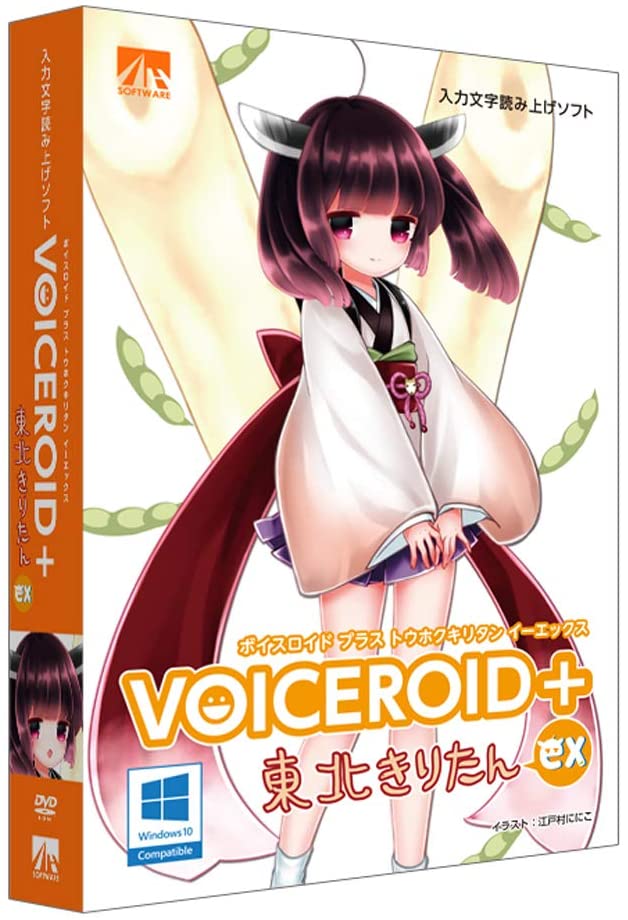 AH
SOFTWARE
入力文字読み上げソフト
ボイスロイド プラス トウホクキリタン イーエックス
VOICEROID+
東北きりたん
eX
DVD
AH
SOFTWARE
入力文字読み上げソフト
ボイスロイド プラス トウホクキリタン イーエックス
VOICEROID+
東北きりたん eX
Windows 10
Compatible
イラスト:江戸村ににこ